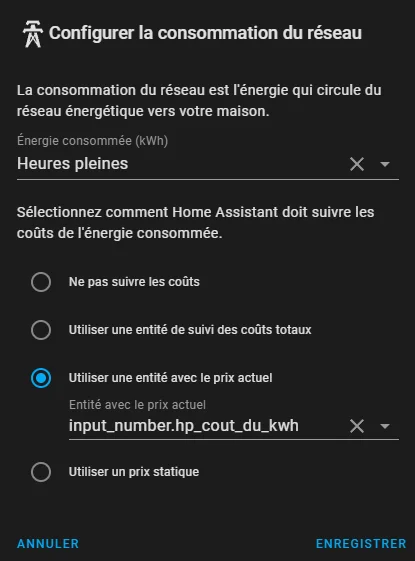 Configurer la consommation du réseau
La consommation du réseau est l'énergie qui circule du
réseau énergétique vers votre maison.
Énergie consommée (kWh)
Heures pleines
Sélectionnez comment Home Assistant doit suivre les
coûts de l'énergie consommée.
Ne pas suivre les coûts
Utiliser une entité de suivi des coûts totaux
Utiliser une entité avec le prix actuel
Entité avec le prix actuel
input_number.hp_cout_du_kwh
Utiliser un prix statique
ANNULER
ENREGISTRER